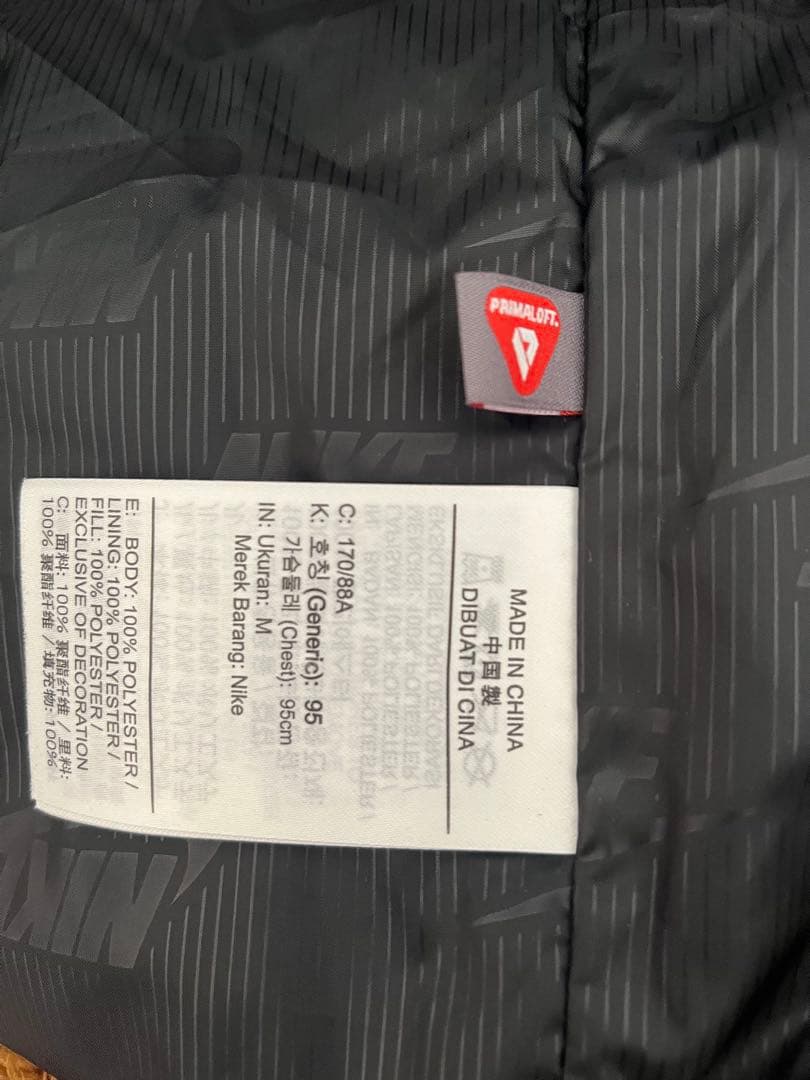 PRIMALOFT.
MADE IN CHINA
中国製
DIBUAT DI CINA
C: 170/88A
K: 호칭 (Generic): 95
가슴둘레 (Chest): 95cm
IN: Ukuran: M
Merek Barang: Nike
E: BODY: 100% POLYESTER /
LINING: 100% POLYESTER /
FILL: 100% POLYESTER /
EXCLUSIVE OF DECORATION
C: 面料: 100% 聚酯纤维 / 里料:
100% 聚酯纤维 / 填充物: 100%
NIKE
NIKE